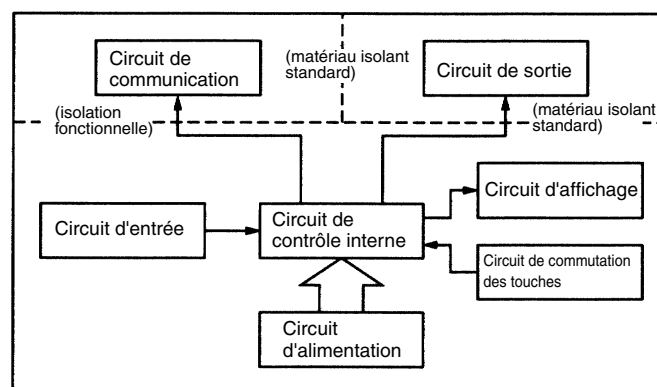 Circuit de
communication
(matériau isolant
standard)
Circuit de sortie
(isolation
fonctionnelle)
(matériau isolant
standard)
Circuit d'entrée
Circuit de
contrôle interne
Circuit d'affichage
Circuit de commutation
des touches
Circuit
d'alimentation